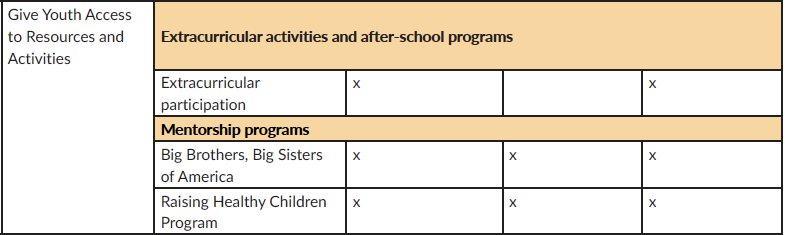 Give Youth Access
to Resources and
Activities
Extracurricular activities and after-school programs
Extracurricular
participation
x
x
Mentorship programs
Big Brothers, Big Sisters
of America
x
x
x
Raising Healthy Children
Program
x
x
x